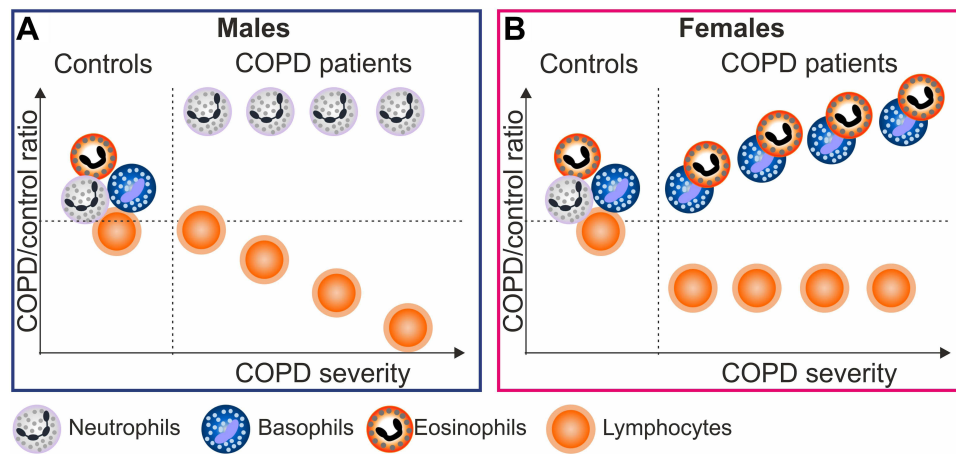 A
Males
Controls
COPD patients
COPD/control ratio
COPD severity
B
Females
Controls
COPD patients
COPD/control ratio
COPD severity
Neutrophils
Basophils
Eosinophils
Lymphocytes